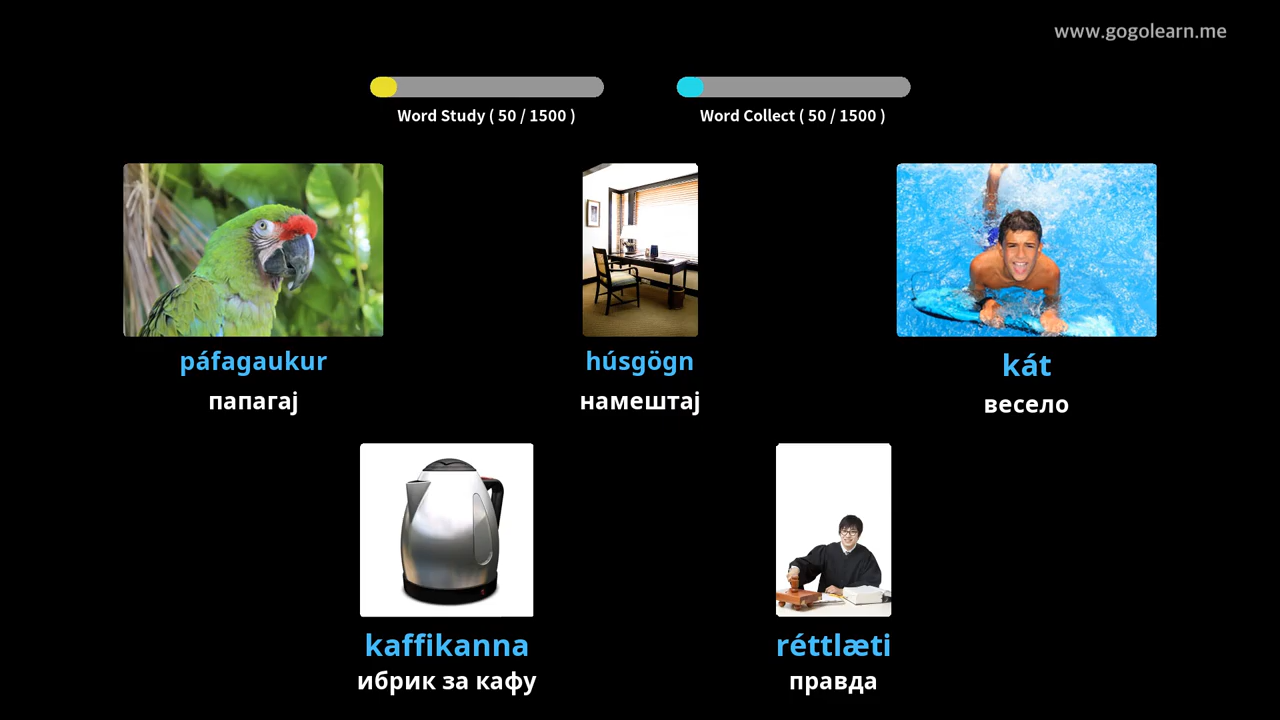 www.gogolearn.me
Word Study ( 50 / 1500 )
Word Collect ( 50 / 1500 )
páfagaukur
húsgögn
kát
папагај
намештај
весело
kaffikanna
réttlæti
ибрик за кафу
правда